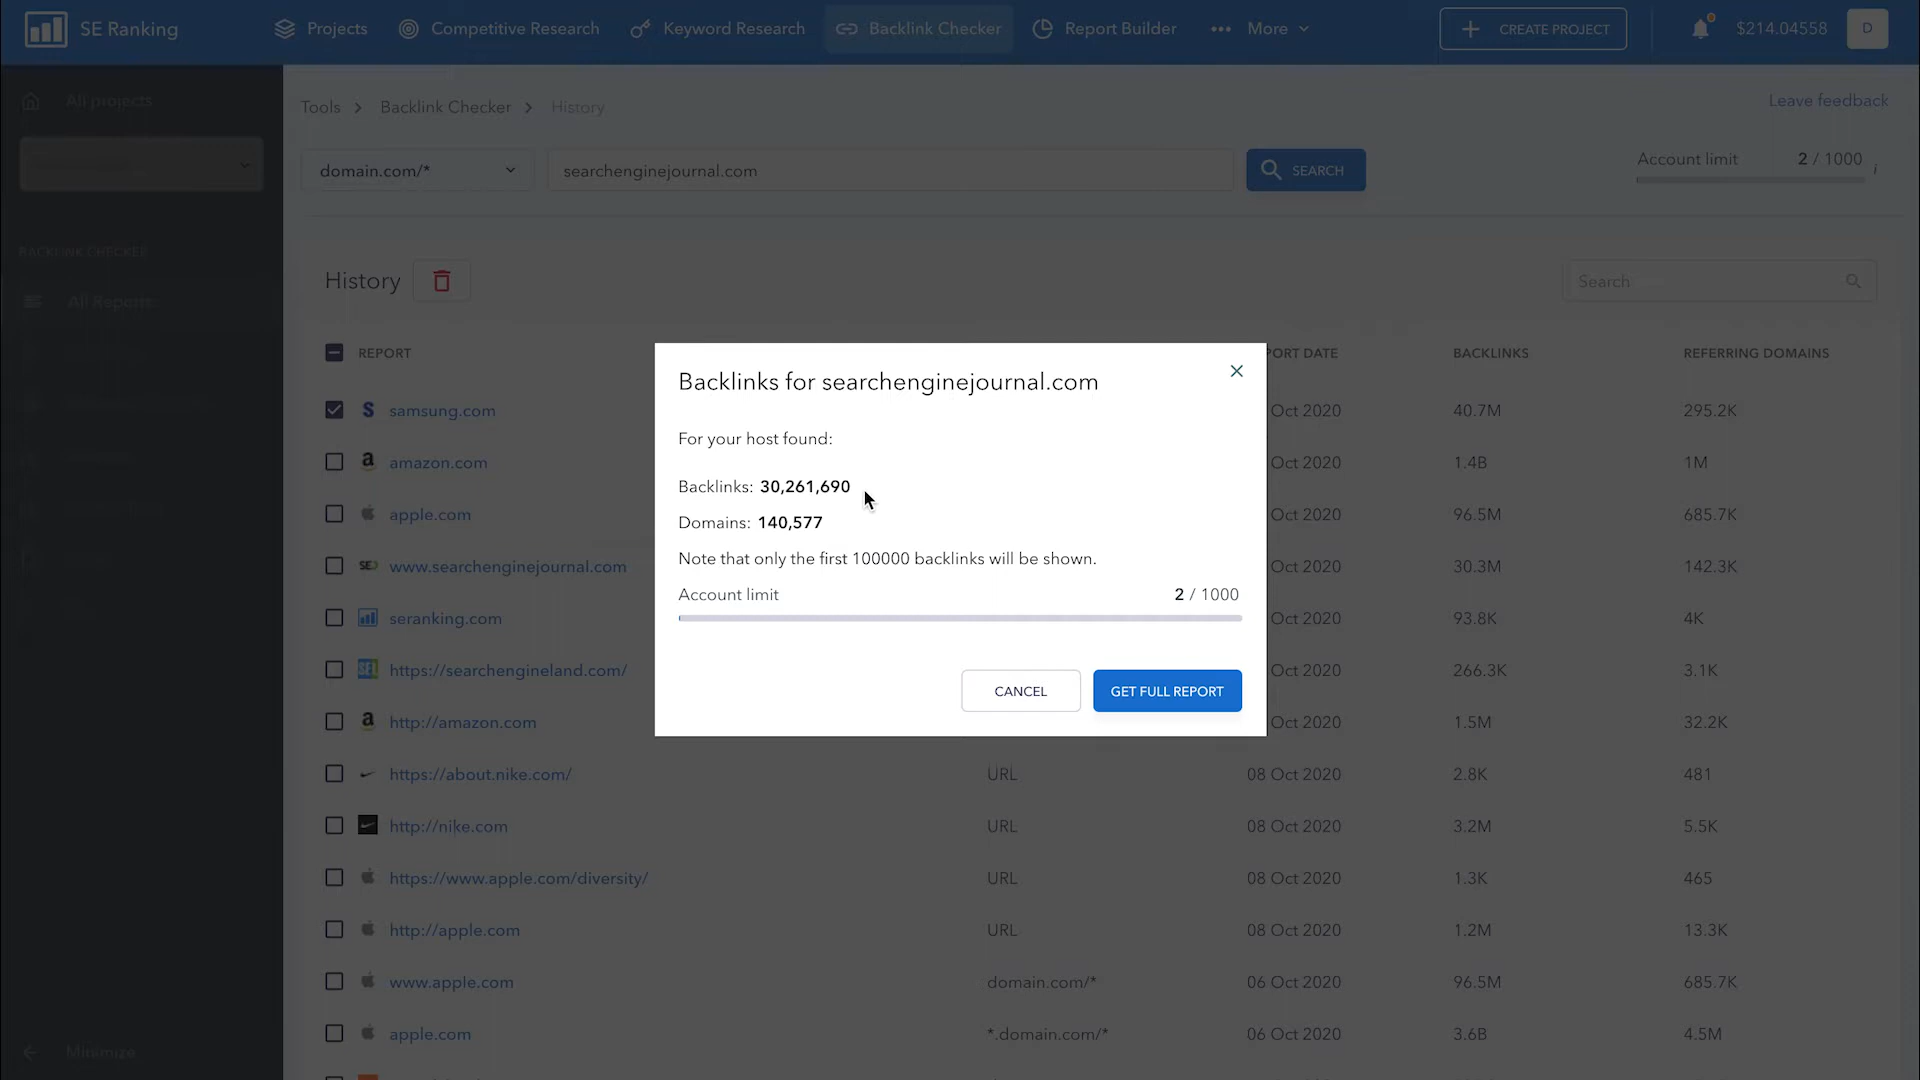 SE Ranking Projects Competitive Research Keyword Research Backlink Checker Report Builder More CREATE PROJECT $214.04558 D
All projects
Tools > Backlink Checker > History Leave feedback
domain.com/* searchenginejournal.com SEARCH Account limit 2 / 1000 i
BACKLINK CHECKER
History Search
All Reports
REPORT PORT DATE BACKLINKS REFERRING DOMAINS
samsung.com Oct 2020 40.7M 295.2K
amazon.com Oct 2020 1.4B 1M
apple.com Oct 2020 96.5M 685.7K
www.searchenginejournal.com Oct 2020 30.3M 142.3K
seranking.com Oct 2020 93.8K 4K
https://searchengineland.com/ Oct 2020 266.3K 3.1K
http://amazon.com Oct 2020 1.5M 32.2K
https://about.nike.com/ URL 08 Oct 2020 2.8K 481
http://nike.com URL 08 Oct 2020 3.2M 5.5K
https://www.apple.com/diversity/ URL 08 Oct 2020 1.3K 465
http://apple.com URL 08 Oct 2020 1.2M 13.3K
www.apple.com domain.com/* 06 Oct 2020 96.5M 685.7K
apple.com *.domain.com/* 06 Oct 2020 3.6B 4.5M
Minimize
Backlinks for searchenginejournal.com
For your host found:
Backlinks: 30,261,690
Domains: 140,577
Note that only the first 100000 backlinks will be shown.
Account limit 2 / 1000
CANCEL GET FULL REPORT